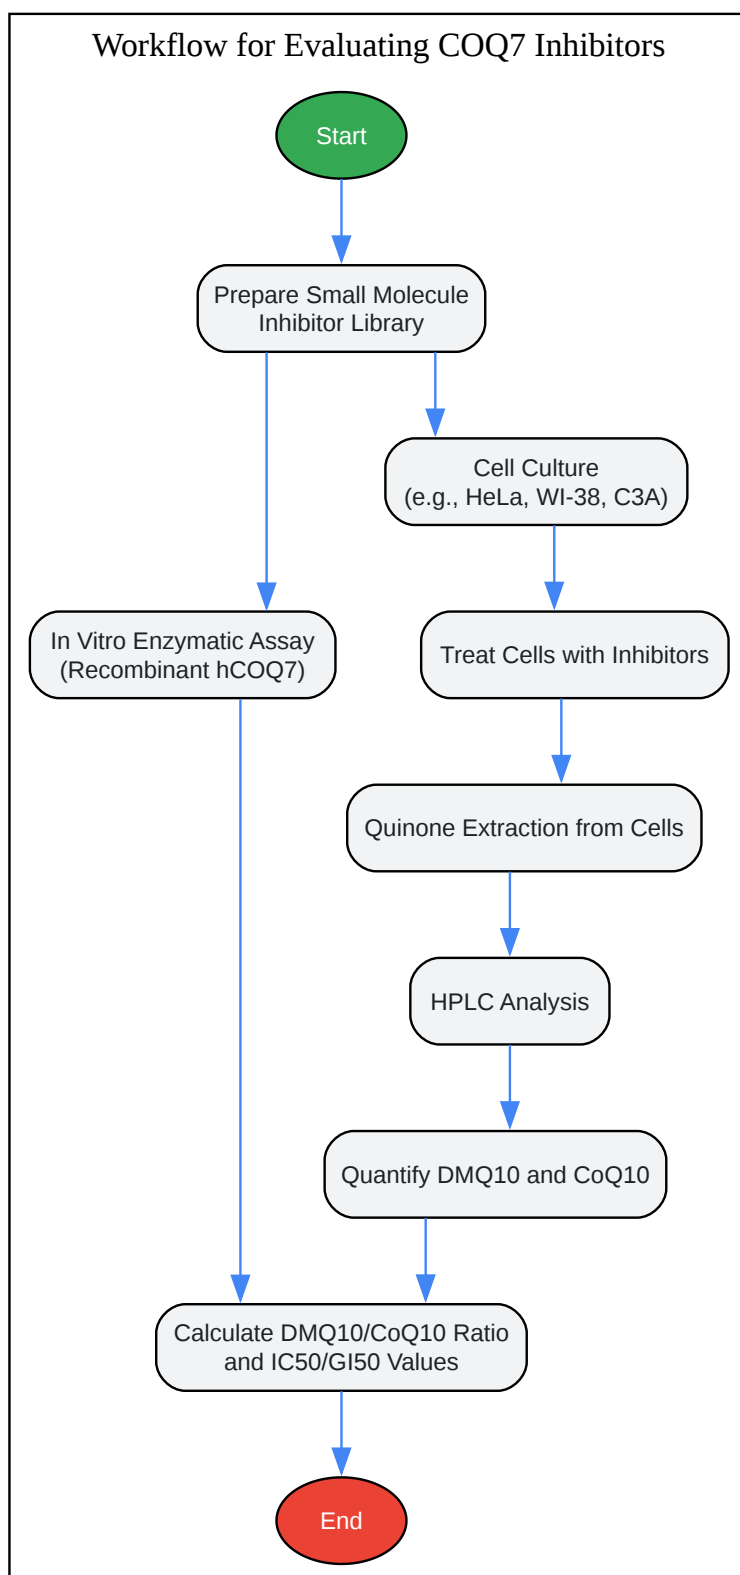 Workflow for Evaluating COQ7 Inhibitors
Start
Prepare Small Molecule
Inhibitor Library
Cell Culture
(e.g., HeLa, WI-38, C3A)
In Vitro Enzymatic Assay
(Recombinant hCOQ7)
Treat Cells with Inhibitors
Quinone Extraction from Cells
HPLC Analysis
Quantify DMQ10 and CoQ10
Calculate DMQ10/CoQ10 Ratio
and IC50/GI50 Values
End